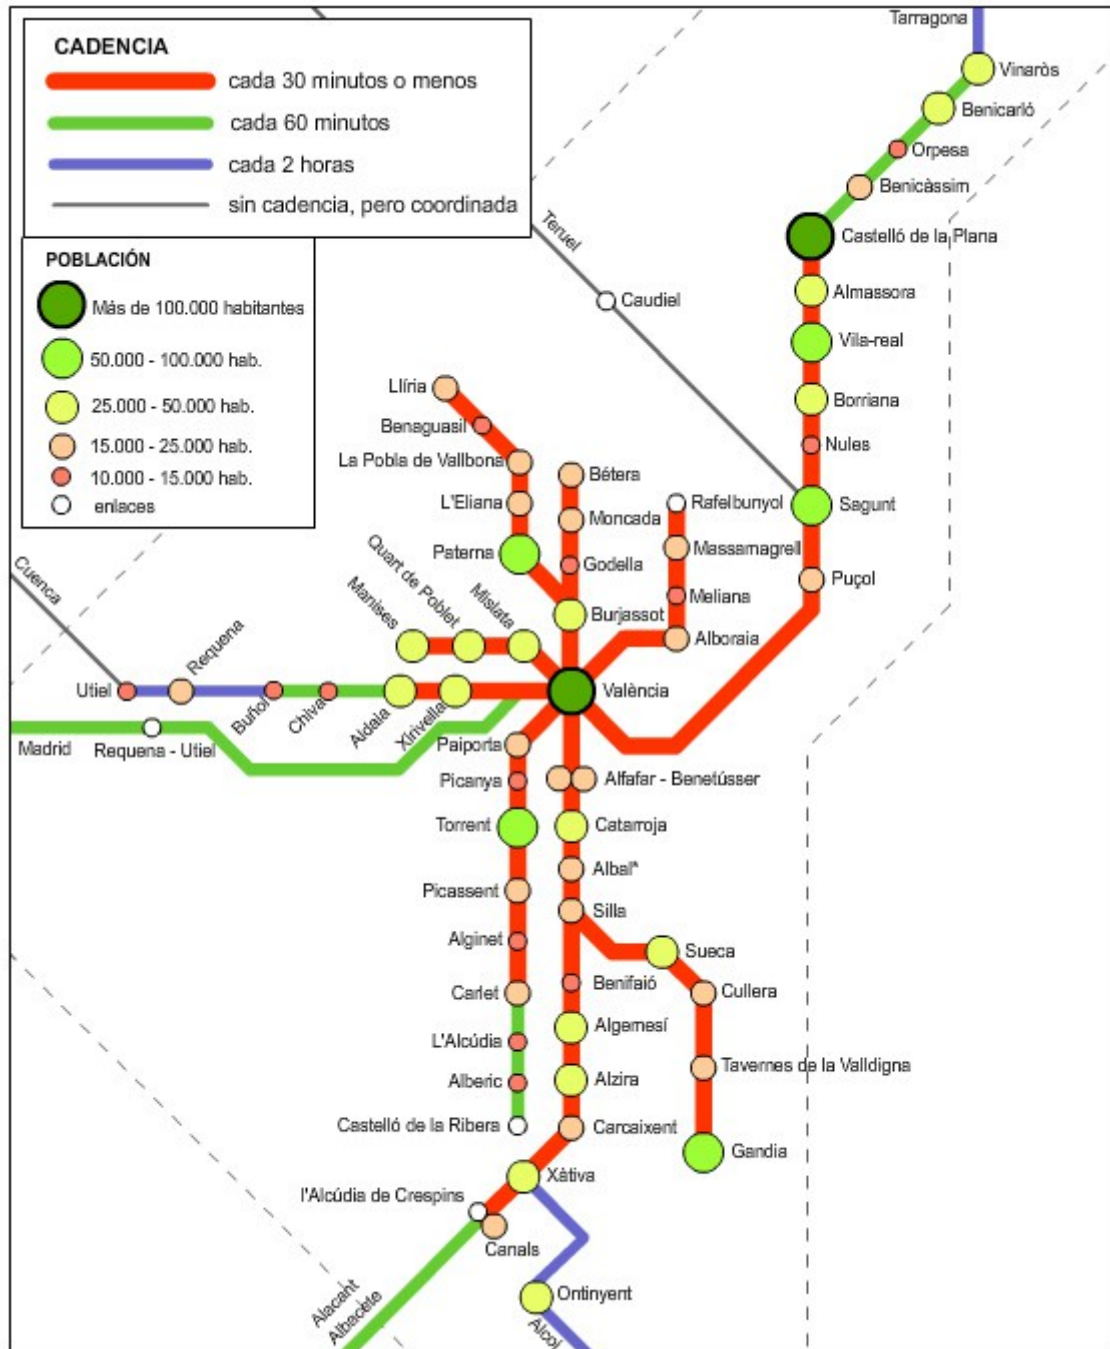 CADENCIA
cada 30 minutos o menos
cada 60 minutos
cada 2 horas
sin cadencia, pero coordinada
POBLACIÓN
Más de 100.000 habitantes
50.000 - 100.000 hab.
25.000 - 50.000 hab.
15.000 - 25.000 hab.
10.000 - 15.000 hab.
enlaces
Tarragona
Vinaròs
Benicarló
Orpesa
Benicàssim
Castelló de la Plana
Almassora
Vila-real
Borriana
Nules
Sagunt
Puçol
Teruel
Caudiel
Llíria
Benaguasil
La Pobla de Vallbona
L'Eliana
Paterna
Bétera
Moncada
Godella
Burjassot
Rafelbunyol
Massamagrell
Meliana
Alboraia
Manises
Quart de Poblet
Mislata
València
Cuenca
Utiel
Requena
Buñol
Chiva
Aldaia
Xirivella
Madrid
Requena - Utiel
Paiporta
Picanya
Torrent
Picassent
Alginet
Carlet
L'Alcúdia
Alberic
Castelló de la Ribera
Alfafar - Benetússer
Catarroja
Albal*
Silla
Benifaió
Algemesí
Alzira
Carcaixent
Xàtiva
Sueca
Cullera
Tavernes de la Valldigna
Gandia
l'Alcúdia de Crespins
Canals
Alacant
Albacete
Ontinyent
Alcoi